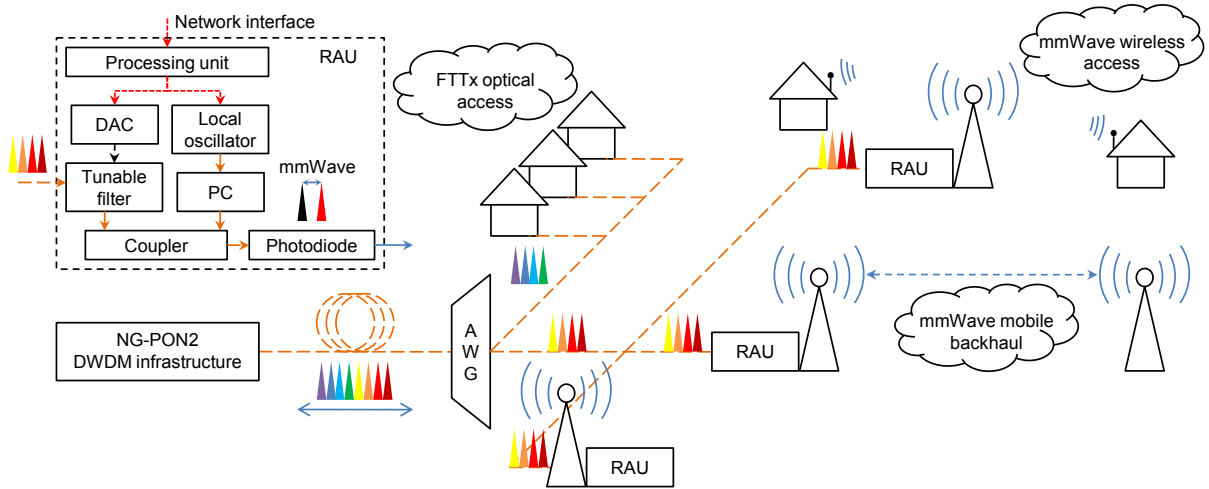 Network interface
RAU
Processing unit
DAC
Local
oscillator
Tunable
filter
PC
mmWave
Coupler
Photodiode
FTTx optical
access
mmWave wireless
access
RAU
NG-PON2
DWDM infrastructure
A
W
G
RAU
mmWave mobile
backhaul
RAU